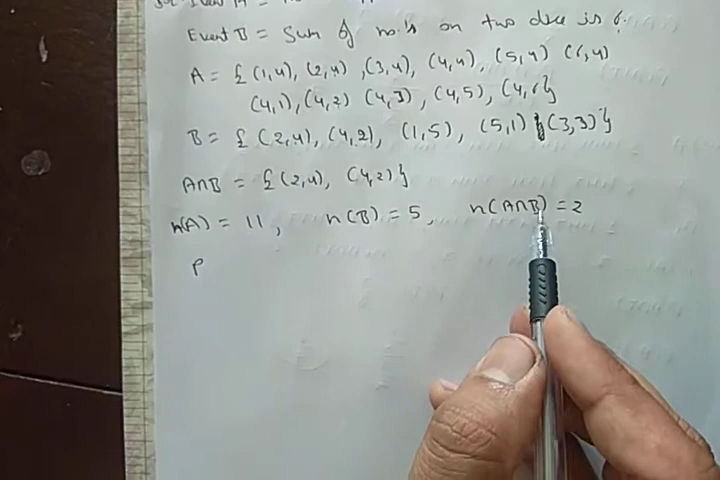 Event B = Sum of no.'s on two dice is 6.
A = { (1,4), (2,4), (3,4), (4,4), (5,4) (6,4)
(4,1), (4,2) (4,3), (4,5), (4,6)}
B = { (2,4), (4,2), (1,5), (5,1) (3,3) }
A∩B = { (2,4), (4,2) }
n(A) = 11, n(B) = 5, n(A∩B) = 2
P